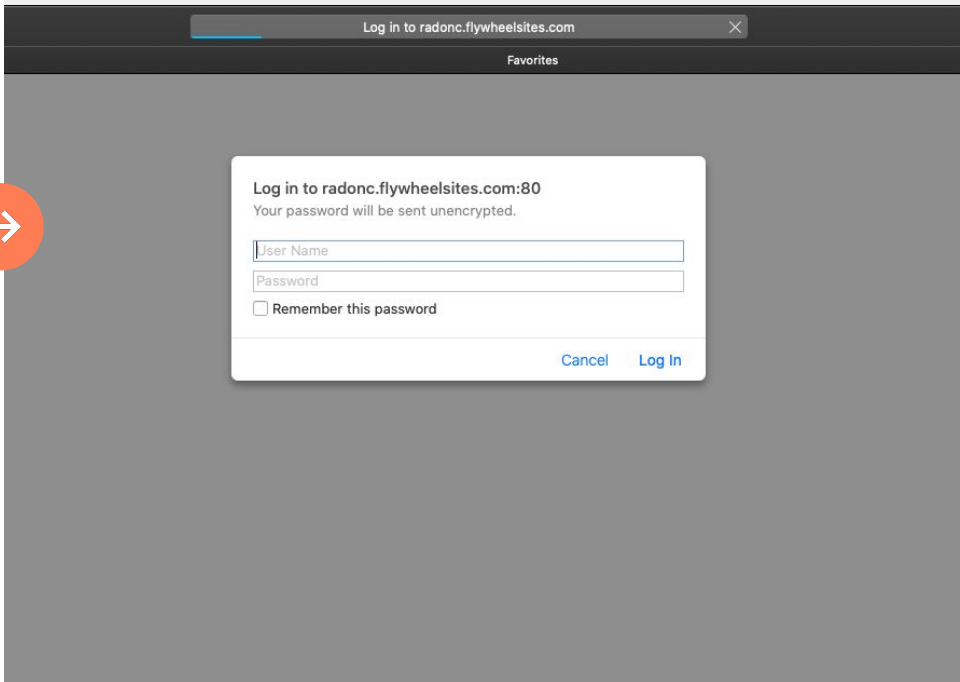 Log in to radonc.flywheelsites.com
Favorites
Log in to radonc.flywheelsites.com:80
Your password will be sent unencrypted.
User Name
Password
Remember this password
Cancel Log In